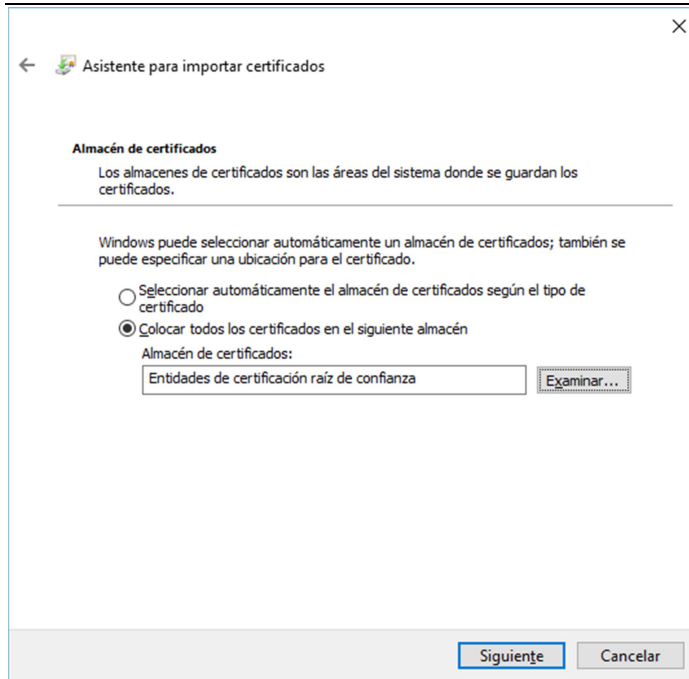 Asistente para importar certificados
Almacén de certificados
Los almacenes de certificados son las áreas del sistema donde se guardan los
certificados.
Windows puede seleccionar automáticamente un almacén de certificados; también se
puede especificar una ubicación para el certificado.
Seleccionar automáticamente el almacén de certificados según el tipo de
certificado
Colocar todos los certificados en el siguiente almacén
Almacén de certificados:
Entidades de certificación raíz de confianza
Examinar...
Siguiente
Cancelar